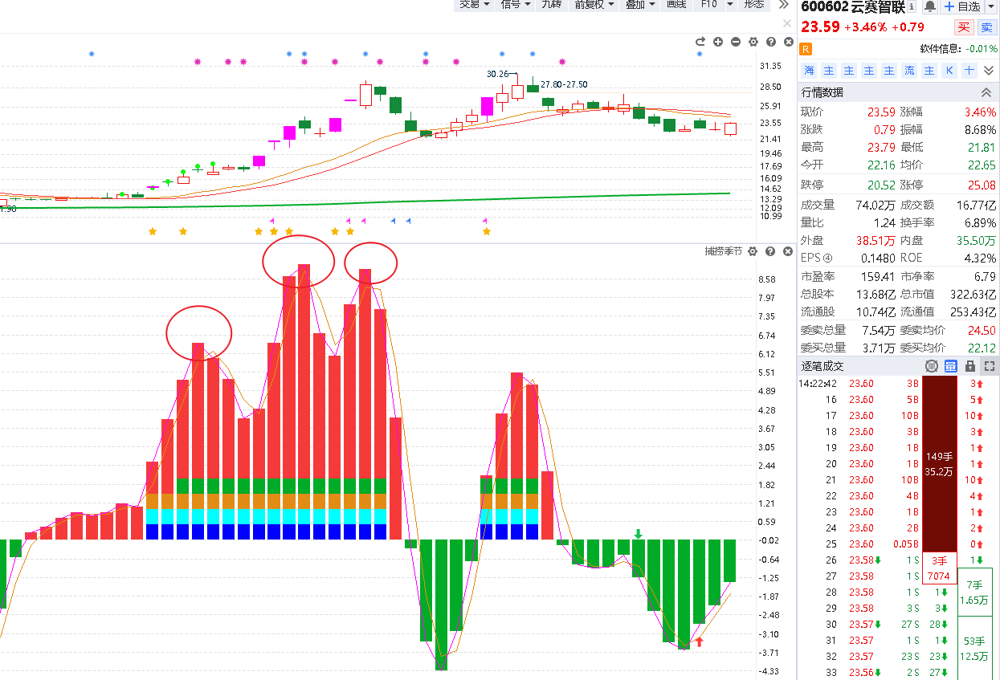 交易 信号 九转 前复权 叠加 画线 F10 形态
600602 云赛智联
自选
23.59 +3.46% +0.79
买 卖
R
软件信息: -0.01%
海 主 主 主 主 流 主 K 十
行情数据
现价 23.59 涨幅 3.46%
涨跌 0.79 振幅 8.68%
最高 23.79 最低 21.81
今开 22.16 均价 22.65
跌停 20.52 涨停 25.08
成交量 74.02万 成交额 16.77亿
量比 1.24 换手率 6.89%
外盘 38.51万 内盘 35.50万
EPS④ 0.1480 ROE 4.32%
市盈率 159.41 市净率 6.79
总股本 13.68亿 总市值 322.63亿
流通股 10.74亿 流通值 253.43亿
委卖总量 7.54万 委卖均价 24.50
委买总量 3.71万 委买均价 22.12
逐笔成交
量
14:22:42 23.60 3B 3
16 23.60 5B 5
17 23.60 10B 10
18 23.60 3B 3
19 23.60 1B 1
20 23.60 1B 1
21 23.60 10B 10
22 23.60 4B 4
23 23.60 1B 1
24 23.60 2B 2
25 23.60 0.05B 0
26 23.58 1S 1
27 23.58 1S
28 23.58 1S 1
29 23.58 3S 3
30 23.57 27S 28
31 23.57 1S 1
32 23.57 23S 23
33 23.56 2S 27
149手
35.2万
3手
7074
7手
1.65万
53手
12.5万
30.26
27.80-27.50
31.35
28.50
25.91
23.55
21.41
19.46
17.69
16.09
14.62
13.29
12.09
10.99
捕捞季节
8.58
7.97
7.35
6.74
6.12
5.51
4.89
4.28
3.67
3.05
2.44
1.82
1.21
0.59
-0.02
-0.64
-1.25
-1.87
-2.48
-3.10
-3.71
-4.33